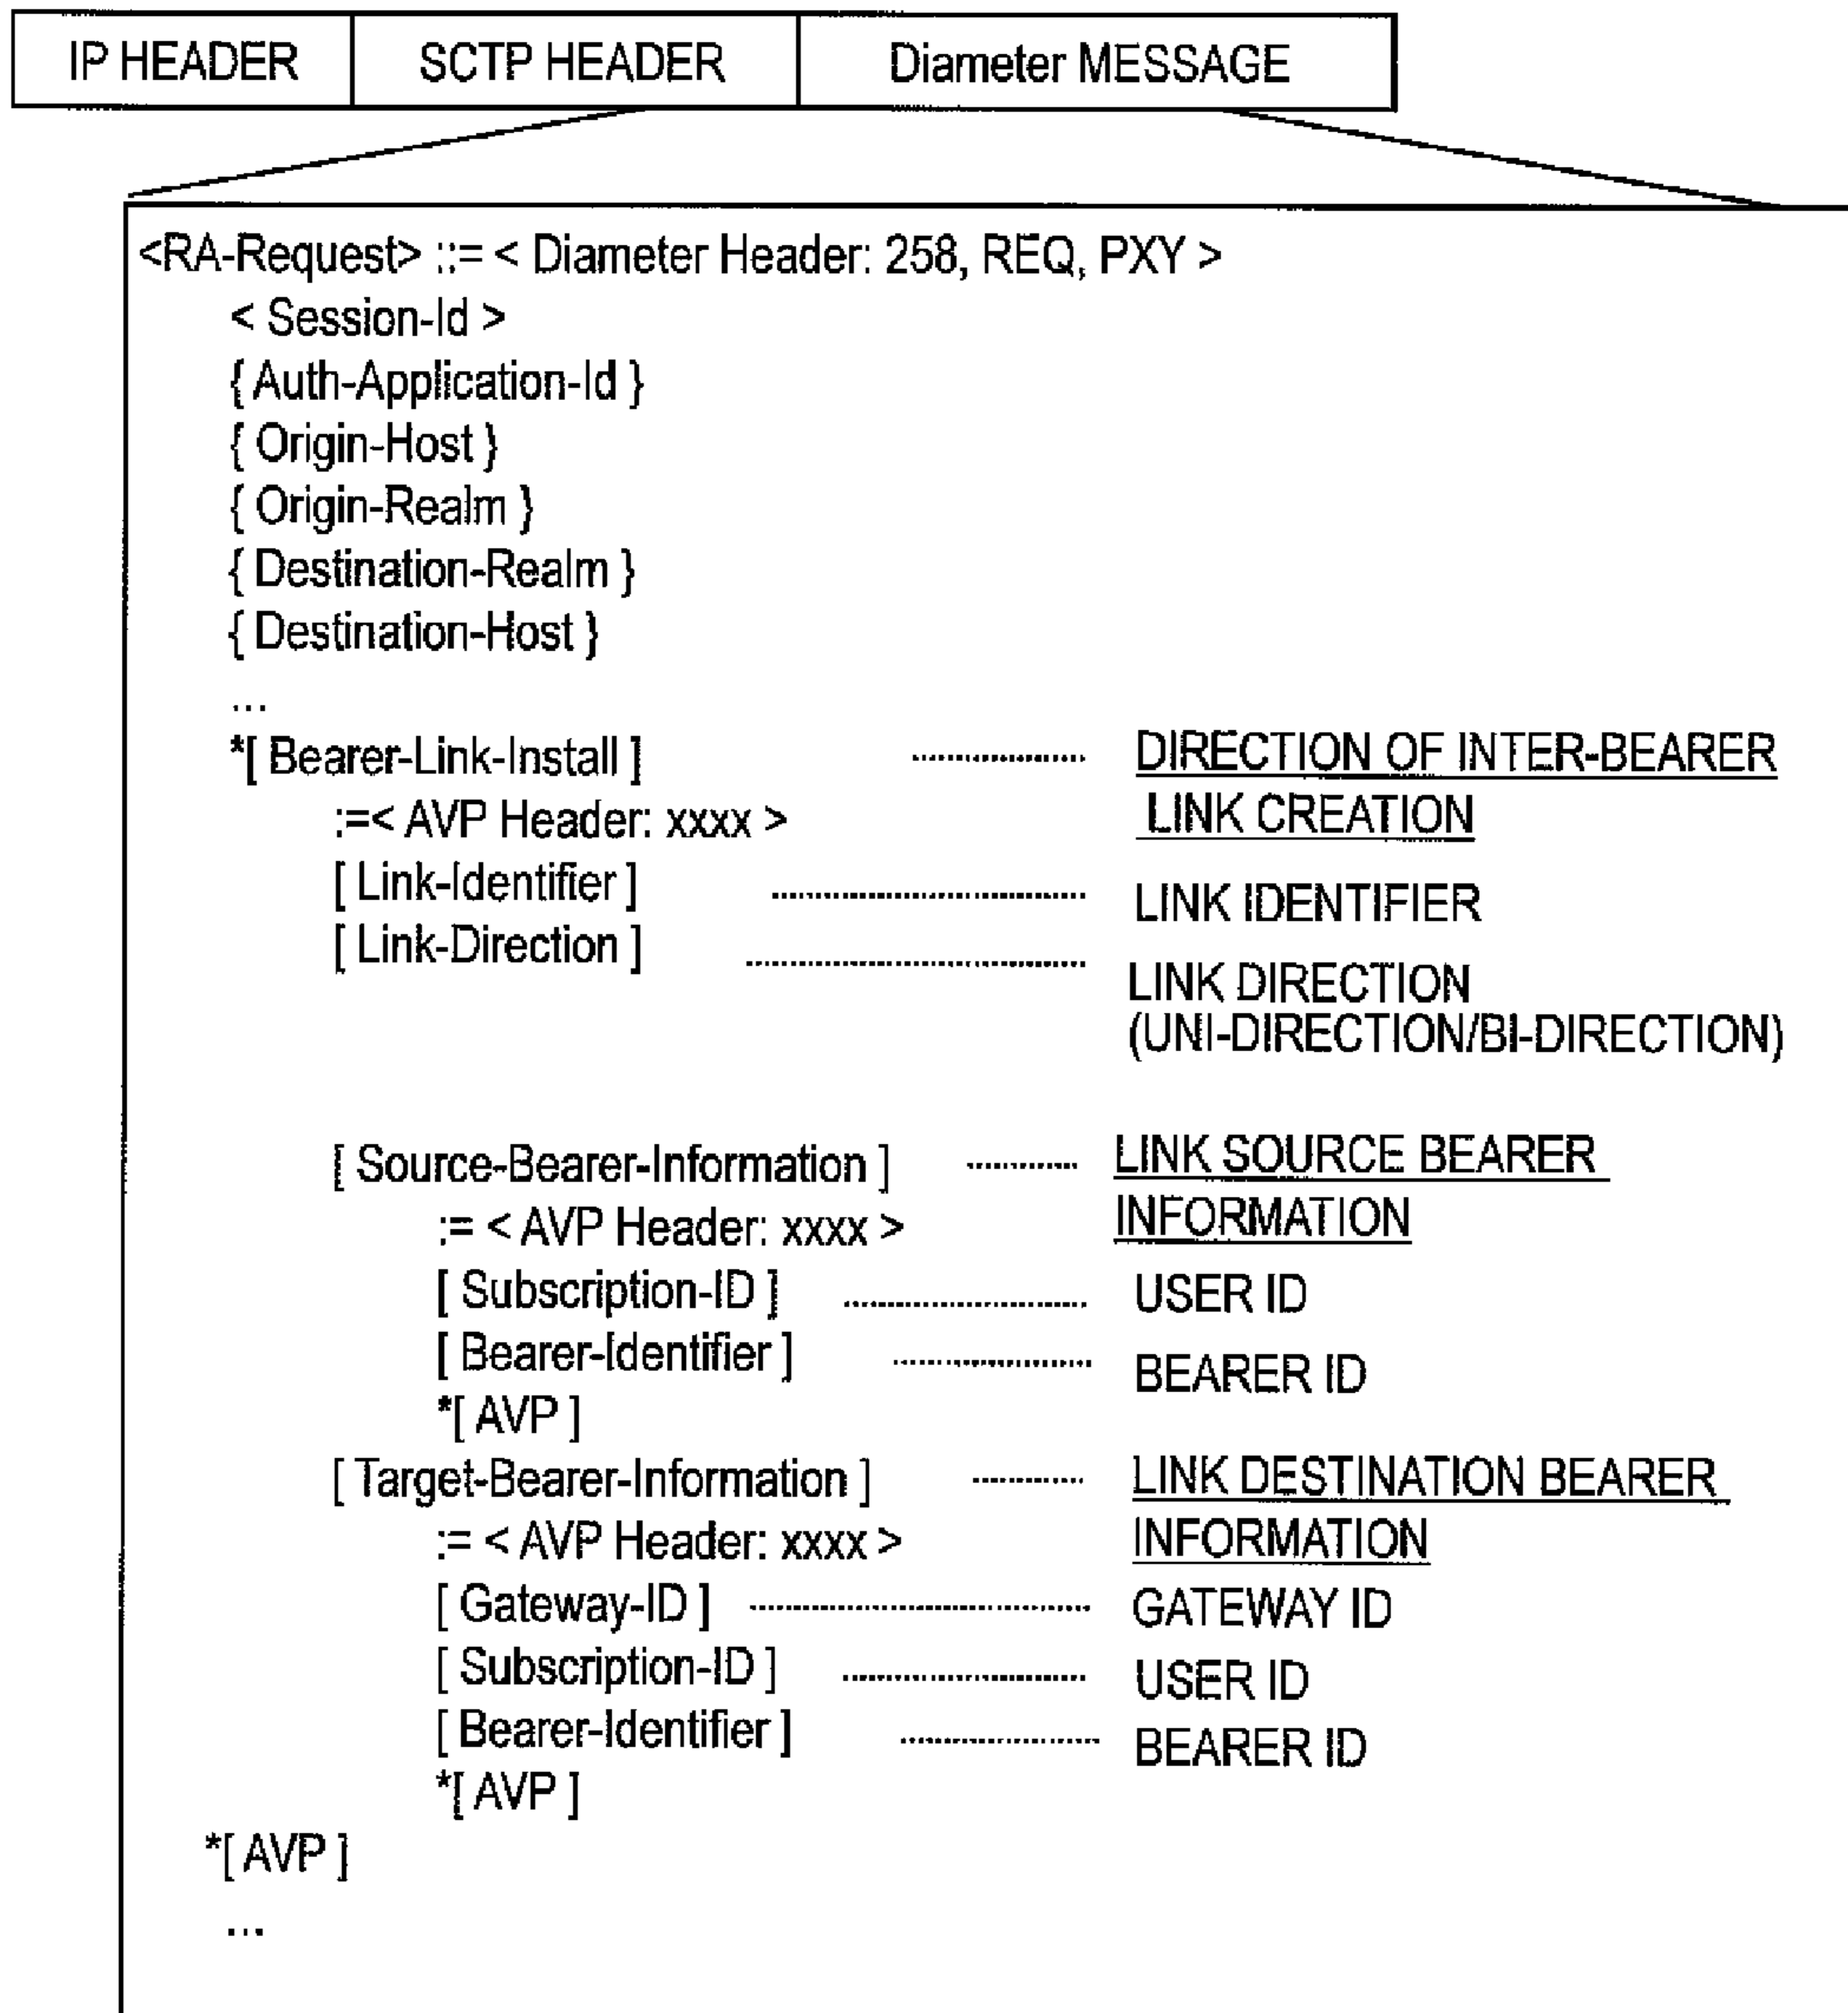 IP HEADER SCTP HEADER Diameter MESSAGE
<RA-Request> ::= < Diameter Header: 258, REQ, PXY >
< Session-Id >
{ Auth-Application-Id }
{ Origin-Host }
{ Origin-Realm }
{ Destination-Realm }
{ Destination-Host }
...
*[ Bearer-Link-Install ] .................. DIRECTION OF INTER-BEARER
:=< AVP Header: xxxx > LINK CREATION
[ Link-Identifier ] .................. LINK IDENTIFIER
[ Link-Direction ] .................. LINK DIRECTION
(UNI-DIRECTION/BI-DIRECTION)
[ Source-Bearer-Information ] .......... LINK SOURCE BEARER
:= < AVP Header: xxxx > INFORMATION
[ Subscription-ID ] .................. USER ID
[ Bearer-Identifier ] .................. BEARER ID
*[ AVP ]
[ Target-Bearer-Information ] .......... LINK DESTINATION BEARER
:= < AVP Header: xxxx > INFORMATION
[ Gateway-ID ] .................. GATEWAY ID
[ Subscription-ID ] .................. USER ID
[ Bearer-Identifier ] .................. BEARER ID
*[ AVP ]
*[ AVP ]
...